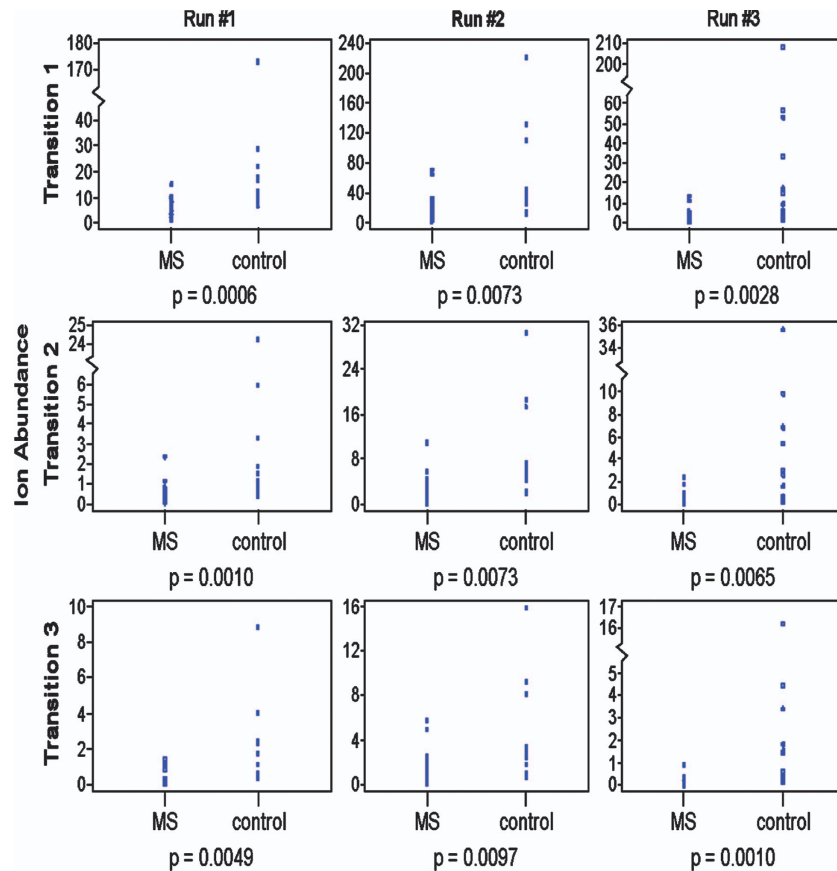 Run #1 Run #2 Run #3
Ion Abundance
Transition 1
180
170
40
30
20
10
0
MS control
p = 0.0006
240
200
160
120
80
40
0
MS control
p = 0.0073
210
200
60
50
40
30
20
10
0
MS control
p = 0.0028
Transition 2
25
24
6
5
4
3
2
1
0
MS control
p = 0.0010
32
24
16
8
0
MS control
p = 0.0073
36
34
10
8
6
4
2
0
MS control
p = 0.0065
Transition 3
10
8
6
4
2
0
MS control
p = 0.0049
16
12
8
4
0
MS control
p = 0.0097
17
16
5
4
3
2
1
0
MS control
p = 0.0010